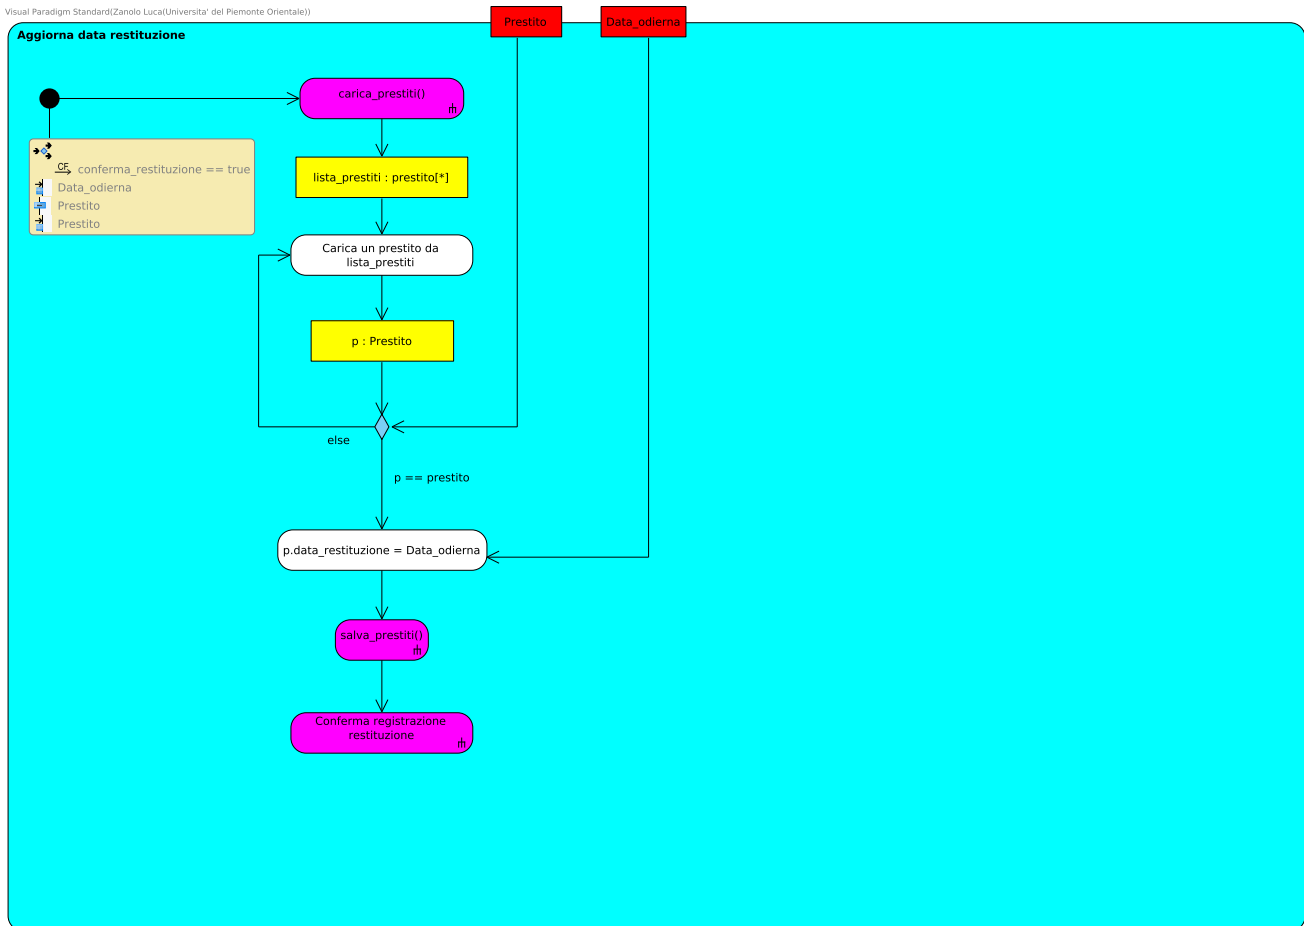 Visual Paradigm Standard(Zanolo Luca(Universita' del Piemonte Orientale))
Prestito
Data_odierna
Aggiorna data restituzione
carica_prestiti()
CF
conferma_restituzione == true
Data_odierna
Prestito
Prestito
lista_prestiti : prestito[*]
Carica un prestito da
lista_prestiti
p : Prestito
else
p == prestito
p.data_restituzione = Data_odierna
salva_prestiti()
Conferma registrazione
restituzione